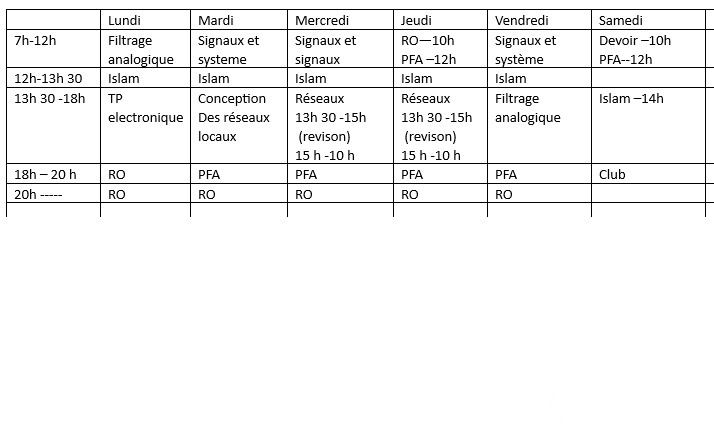 Lundi Mardi Mercredi Jeudi Vendredi Samedi
7h-12h Filtrage Signaux et Signaux et RO—10h Signaux et Devoir –10h
analogique systeme signaux PFA –12h système PFA--12h
12h-13h 30 Islam Islam Islam Islam Islam
13h 30 -18h TP Conception Réseaux Réseaux Filtrage Islam –14h
electronique Des réseaux 13h 30 -15h 13h 30 -15h analogique
locaux (revison) (revison)
15 h -10 h 15 h -10 h
18h – 20 h RO PFA PFA PFA PFA Club
20h ----- RO RO RO RO RO